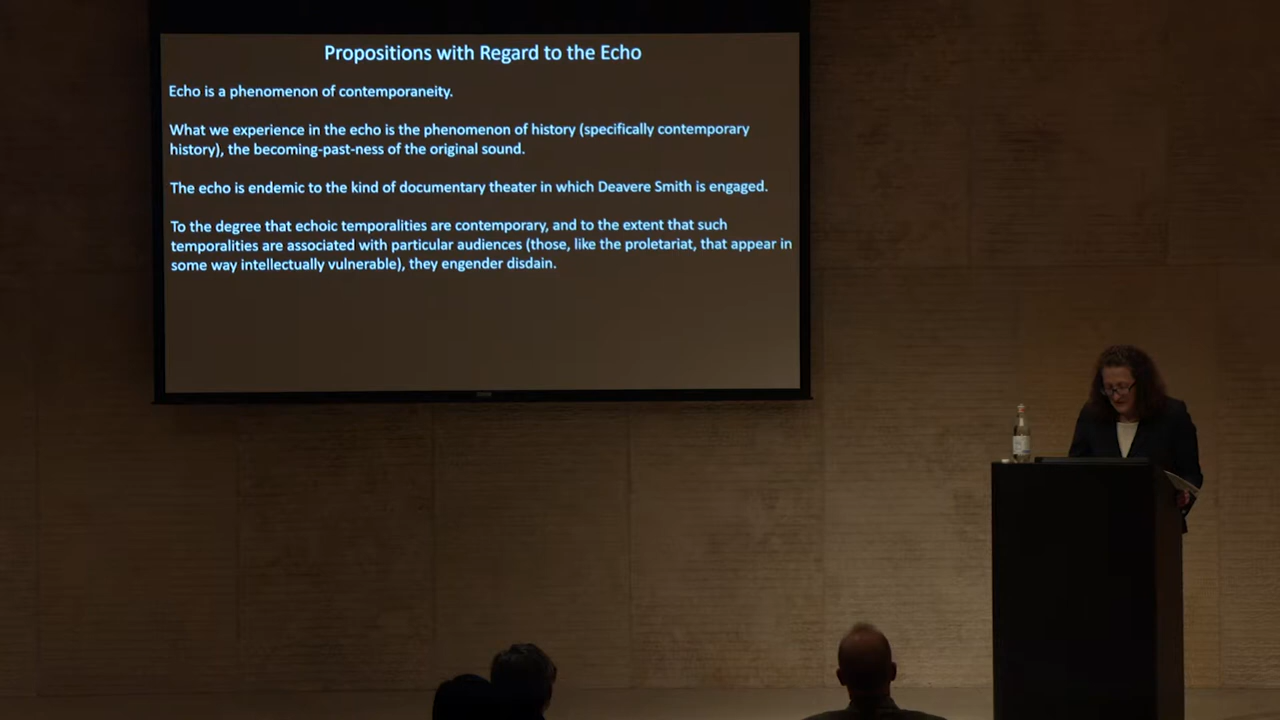 Propositions with Regard to the Echo
Echo is a phenomenon of contemporaneity.
What we experience in the echo is the phenomenon of history (specifically contemporary
history), the becoming-past-ness of the original sound.
The echo is endemic to the kind of documentary theater in which Deavere Smith is engaged.
To the degree that echoic temporalities are contemporary, and to the extent that such
temporalities are associated with particular audiences (those, like the proletariat, that appear in
some way intellectually vulnerable), they engender disdain.